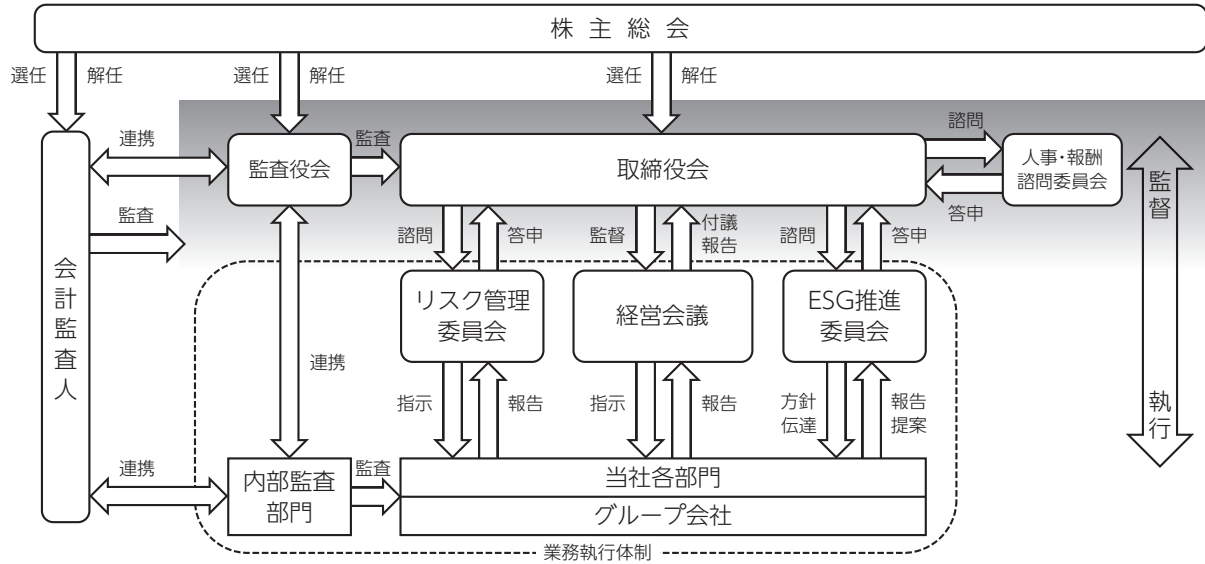 株主総会
選任
解任
選任
解任
選任
解任
連携
監査役会
監査
取締役会
諮問
人事・報酬
諮問委員会
答申
監督
監査
諮問
答申
監督
付議
報告
諮問
答申
会計監査人
リスク管理
委員会
経営会議
ESG推進
委員会
連携
指示
報告
指示
報告
方針
伝達
報告
提案
執行
連携
内部監査
部門
監査
当社各部門
グループ会社
業務執行体制